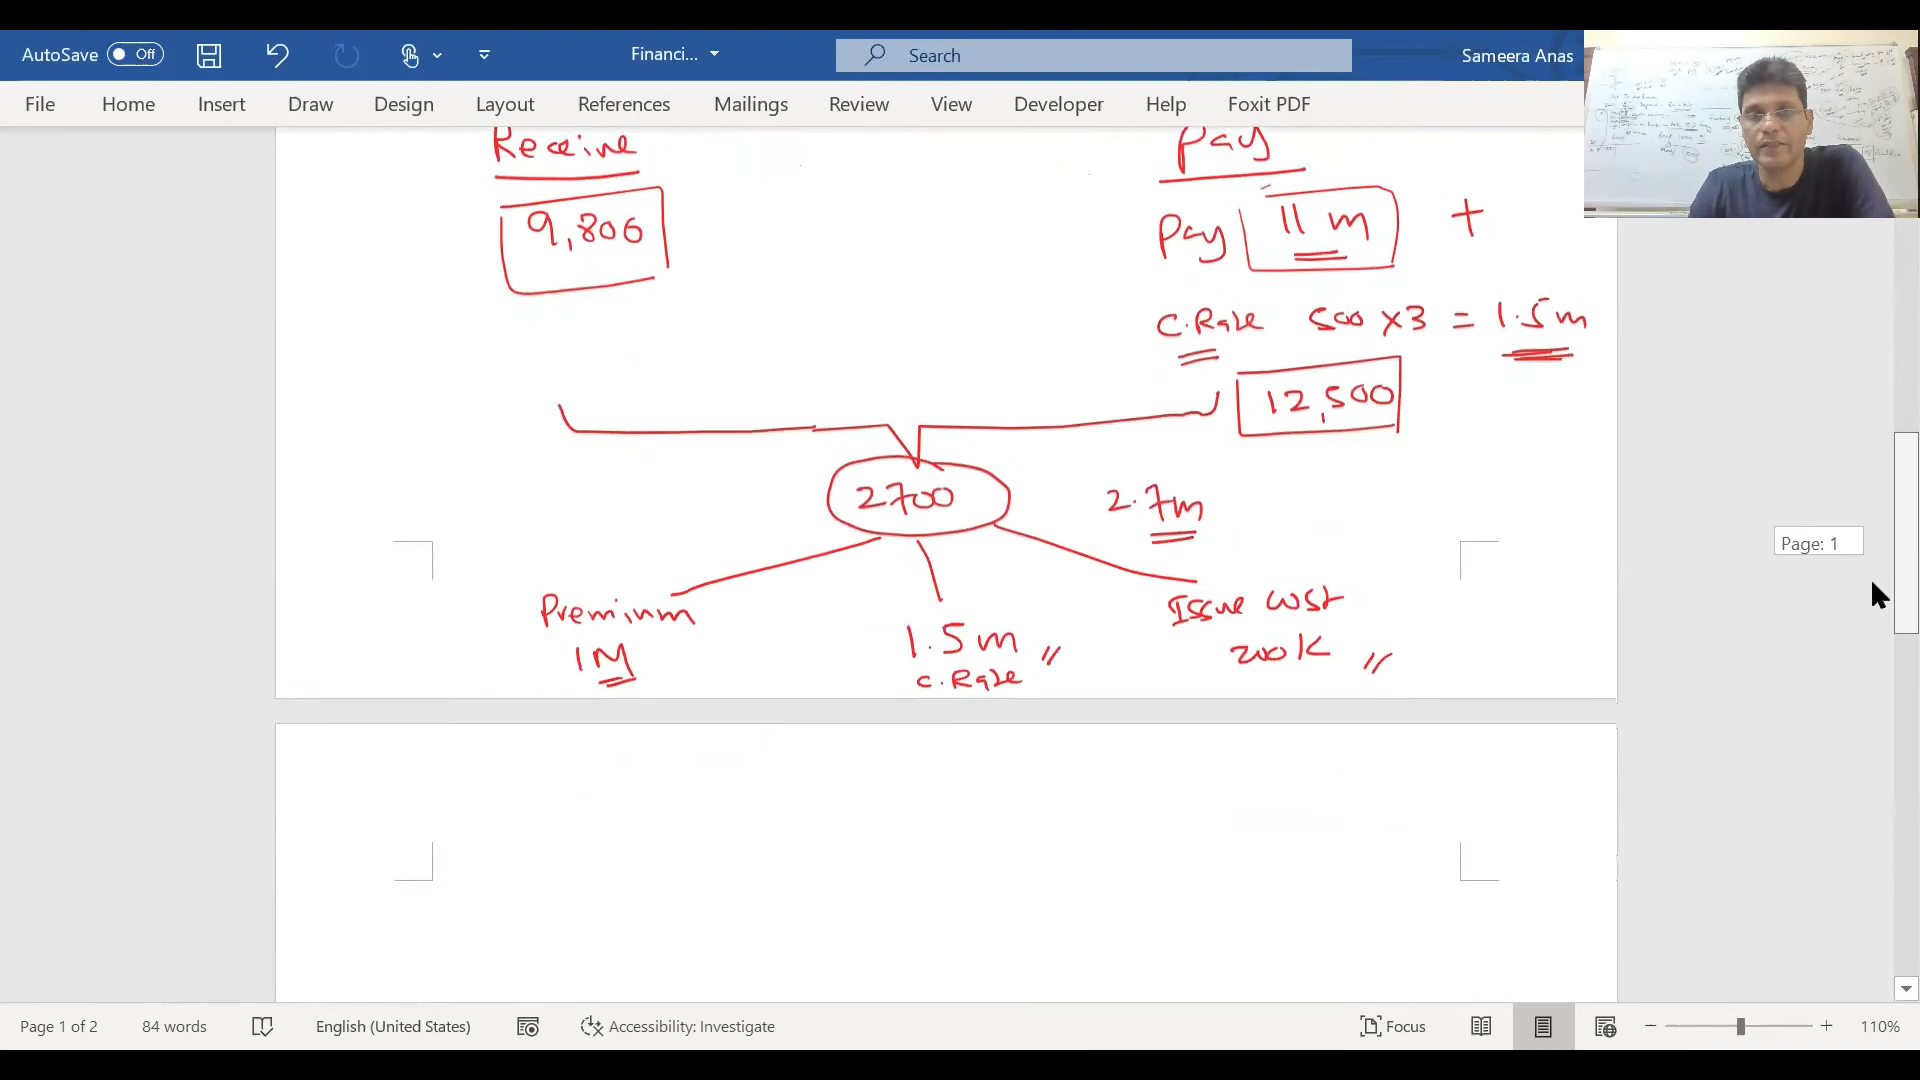 AutoSave Off Financi... Search Sameera Anas
File Home Insert Draw Design Layout References Mailings Review View Developer Help Foxit PDF
Receive Pay
9,800 Pay 11 m +
C.Rate 500 x 3 = 1.5m
12,500
2700 2.7m
Page: 1
Premium Issue cost
1M 1.5m 200K
C.Rate
Page 1 of 2 84 words English (United States) Accessibility: Investigate Focus 110%